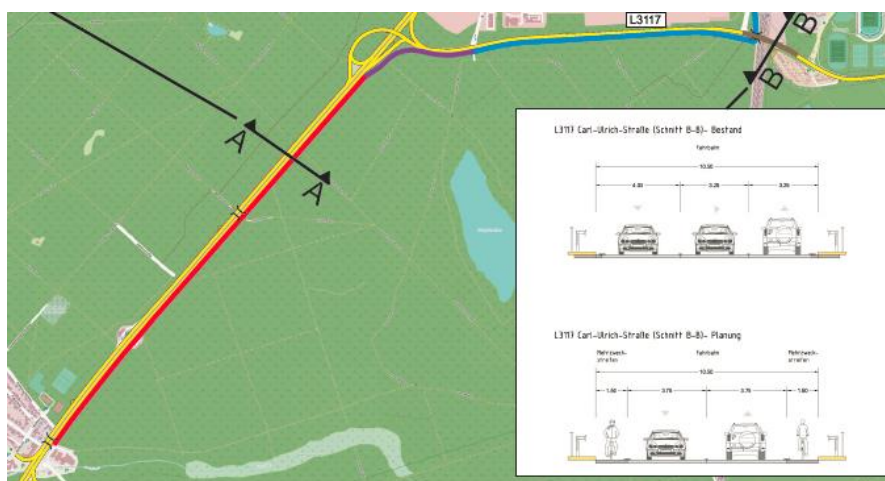 L3117
B
B
A
A
L3117 Carl-Ulrich-Straße (Schnitt B-B)- Bestand
Fahrbahn
10.50
4.00 3.25 3.25
L3117 Carl-Ulrich-Straße (Schnitt B-B)- Planung
Mehrzweck- Fahrbahn Mehrzweck-
streifen streifen
10.50
1.50 3.75 3.75 1.50